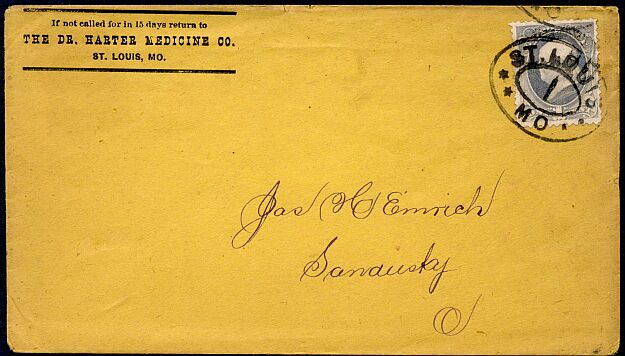 If not called for in 15 days return to
THE DR. HARTER MEDICINE CO.
ST. LOUIS, MO.
ST. LOUIS
1
MO
Jas H Emrich
Sandusky
O